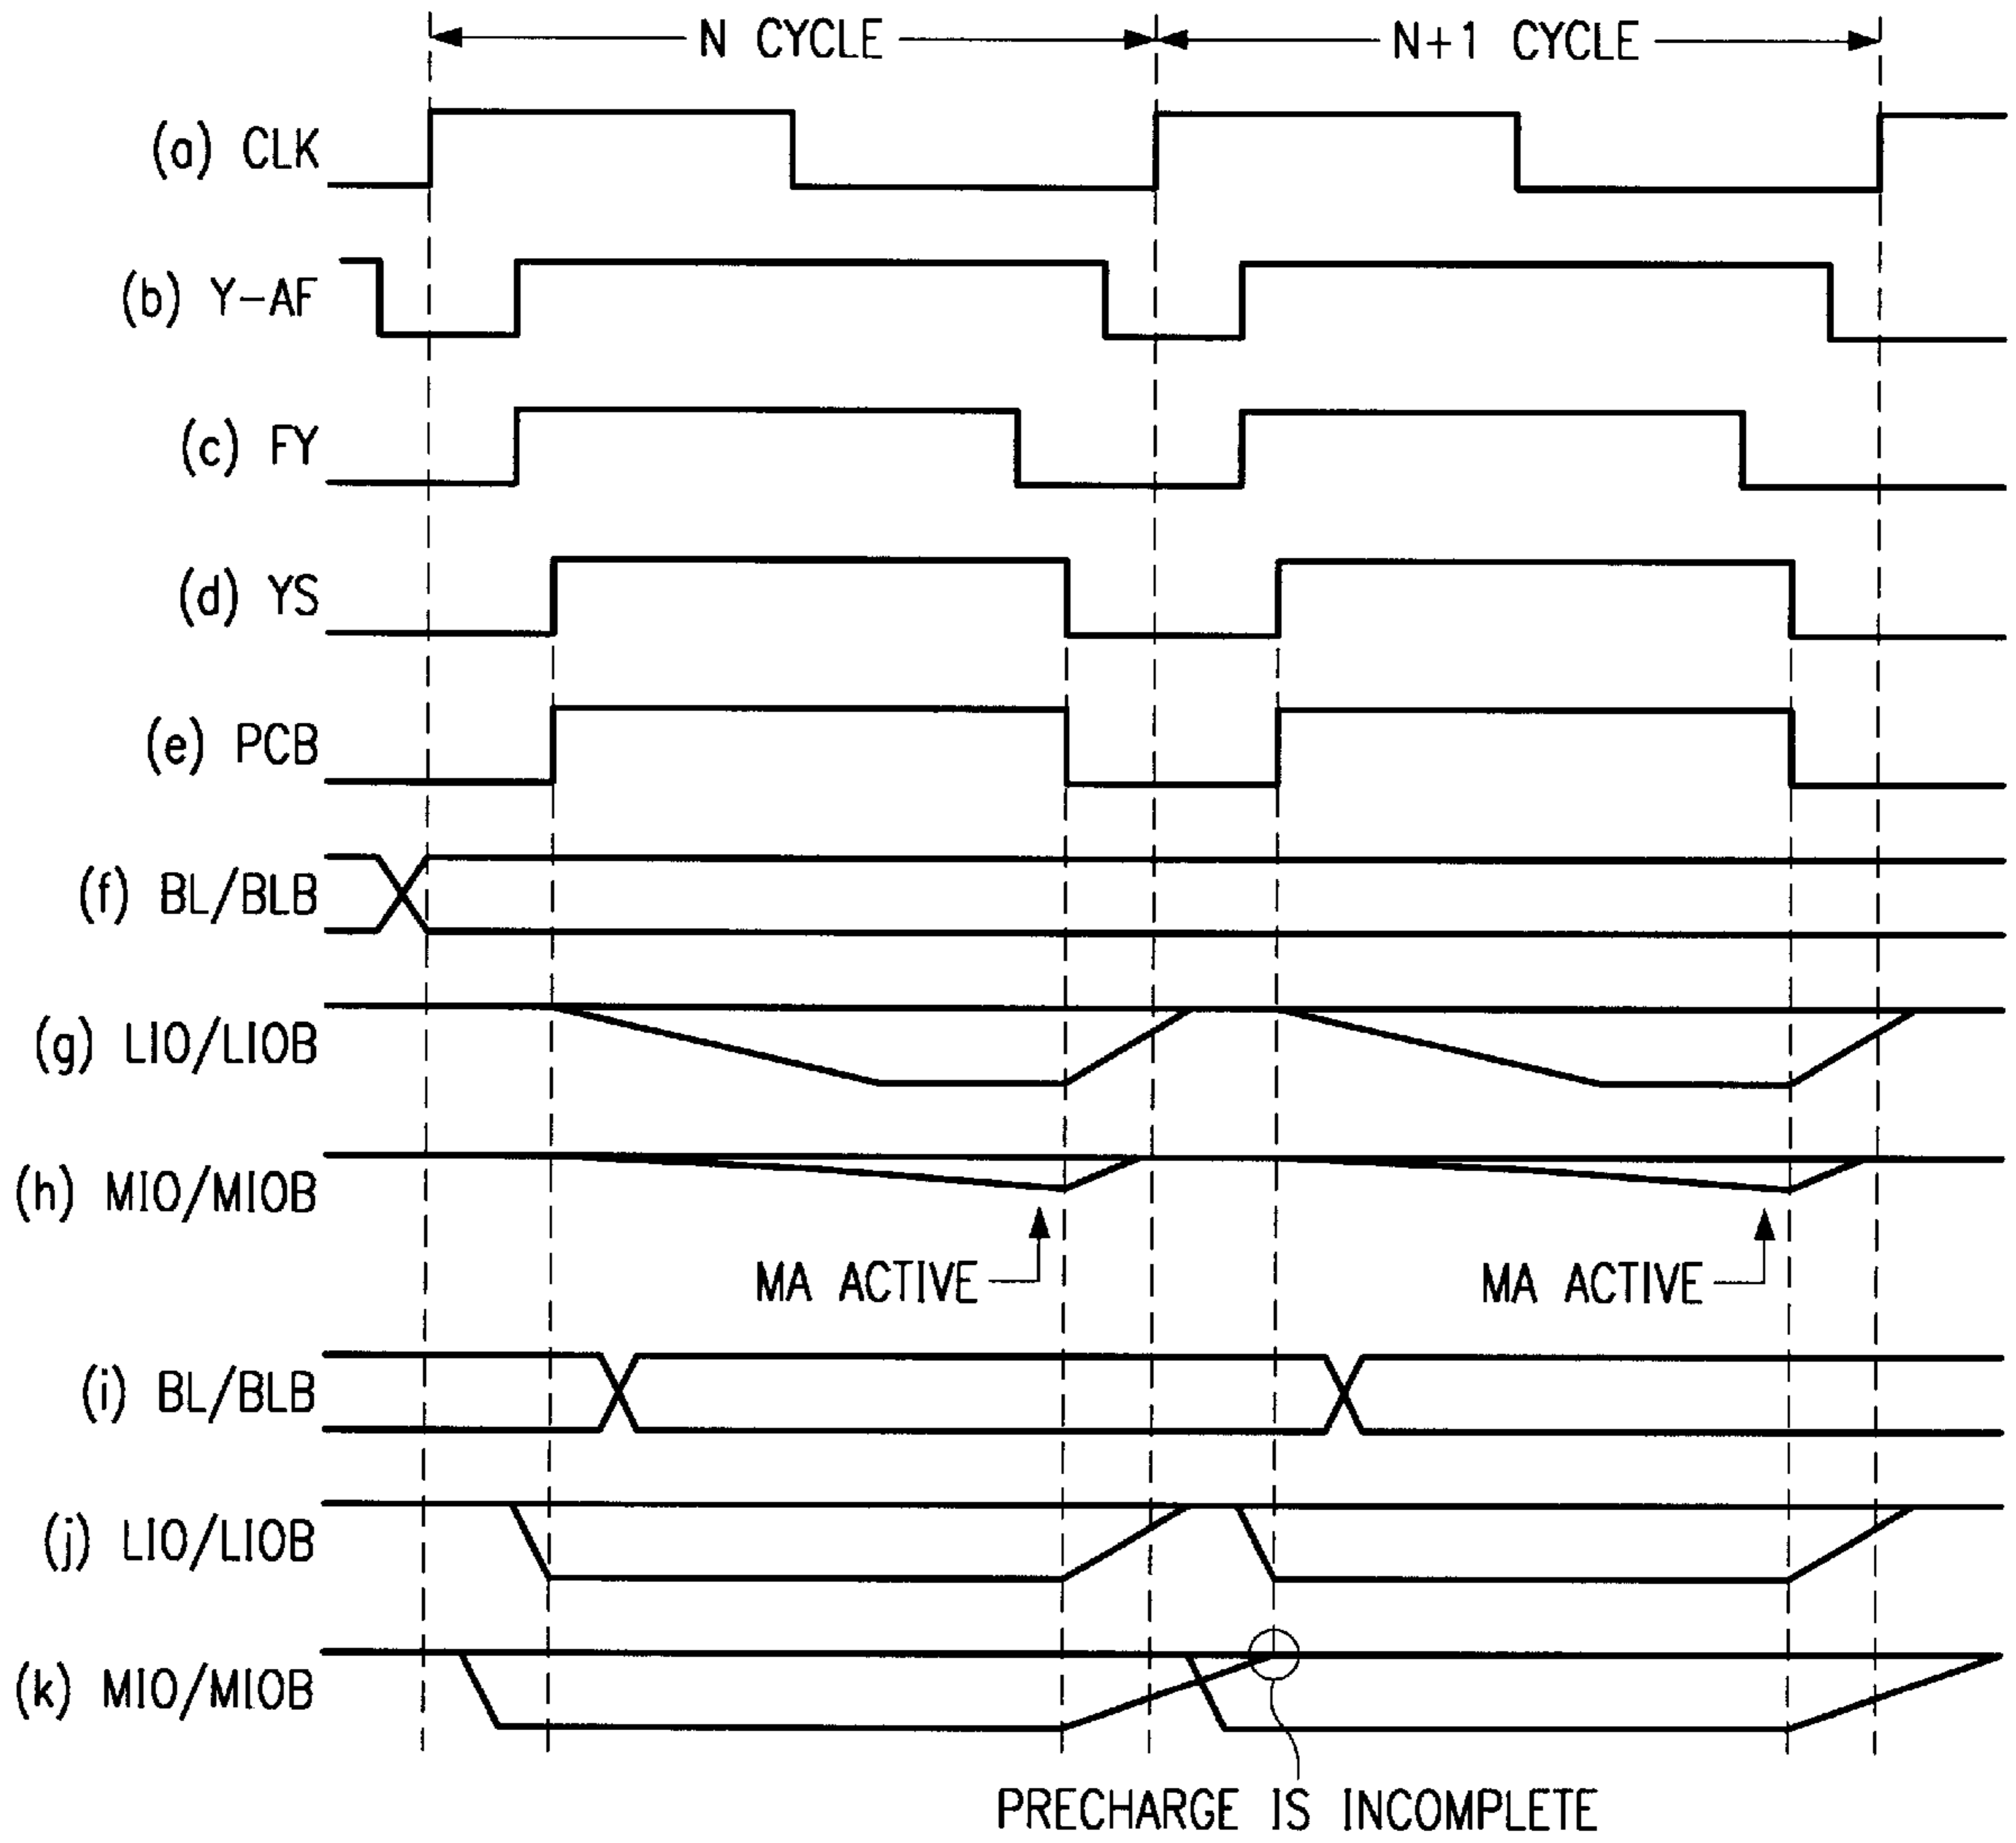 N CYCLE
N+1 CYCLE
(a) CLK
(b) Y-AF
(c) FY
(d) YS
(e) PCB
(f) BL/BLB
(g) LIO/LIOB
(h) MIO/MIOB
MA ACTIVE
MA ACTIVE
(i) BL/BLB
(j) LIO/LIOB
(k) MIO/MIOB
PRECHARGE IS INCOMPLETE